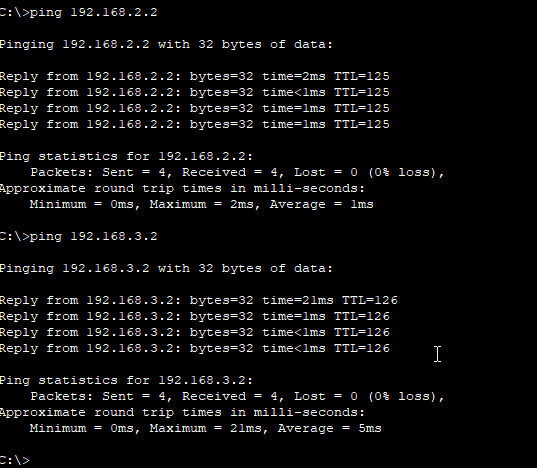 C:\>ping 192.168.2.2
Pinging 192.168.2.2 with 32 bytes of data:
Reply from 192.168.2.2: bytes=32 time=2ms TTL=125
Reply from 192.168.2.2: bytes=32 time<1ms TTL=125
Reply from 192.168.2.2: bytes=32 time=1ms TTL=125
Reply from 192.168.2.2: bytes=32 time=1ms TTL=125
Ping statistics for 192.168.2.2:
    Packets: Sent = 4, Received = 4, Lost = 0 (0% loss),
Approximate round trip times in milli-seconds:
    Minimum = 0ms, Maximum = 2ms, Average = 1ms
C:\>ping 192.168.3.2
Pinging 192.168.3.2 with 32 bytes of data:
Reply from 192.168.3.2: bytes=32 time=21ms TTL=126
Reply from 192.168.3.2: bytes=32 time=1ms TTL=126
Reply from 192.168.3.2: bytes=32 time<1ms TTL=126
Reply from 192.168.3.2: bytes=32 time<1ms TTL=126
Ping statistics for 192.168.3.2:
    Packets: Sent = 4, Received = 4, Lost = 0 (0% loss),
Approximate round trip times in milli-seconds:
    Minimum = 0ms, Maximum = 21ms, Average = 5ms
C:\>